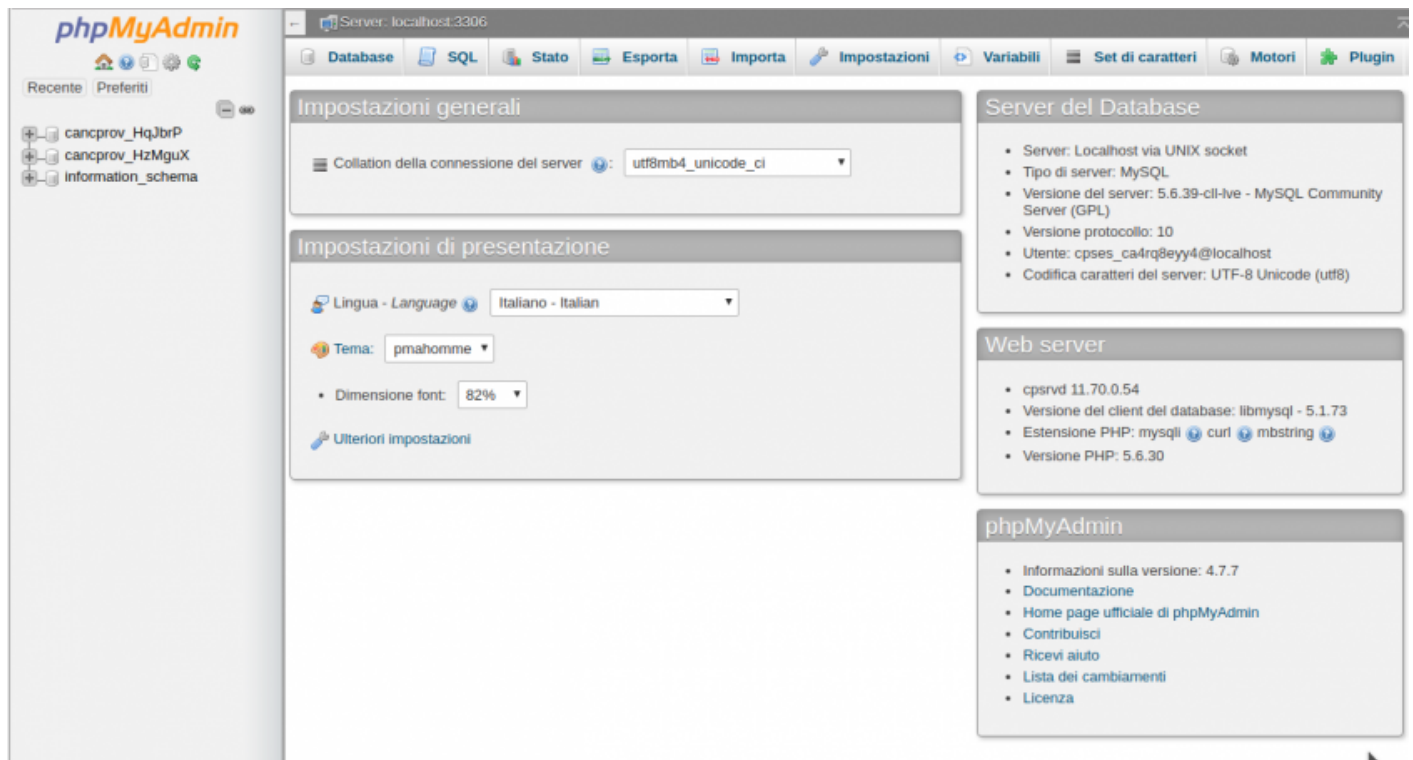 phpMyAdmin
Recente Preferiti
cancprov_HqJbrP
cancprov_HzMguX
information_schema
Server: localhost:3306
Database SQL Stato Esporta Importa Impostazioni Variabili Set di caratteri Motori Plugin
Impostazioni generali
Collation della connessione del server : utf8mb4_unicode_ci
Impostazioni di presentazione
Lingua - Language Italiano - Italian
Tema: pmahomme
• Dimensione font: 82%
Ulteriori impostazioni
Server del Database
• Server: Localhost via UNIX socket
• Tipo di server: MySQL
• Versione del server: 5.6.39-cll-lve - MySQL Community
Server (GPL)
• Versione protocollo: 10
• Utente: cpses_ca4rq8eyy4@localhost
• Codifica caratteri del server: UTF-8 Unicode (utf8)
Web server
• cpsrvd 11.70.0.54
• Versione del client del database: libmysql - 5.1.73
• Estensione PHP: mysqli curl mbstring
• Versione PHP: 5.6.30
phpMyAdmin
• Informazioni sulla versione: 4.7.7
• Documentazione
• Home page ufficiale di phpMyAdmin
• Contribuisci
• Ricevi aiuto
• Lista dei cambiamenti
• Licenza